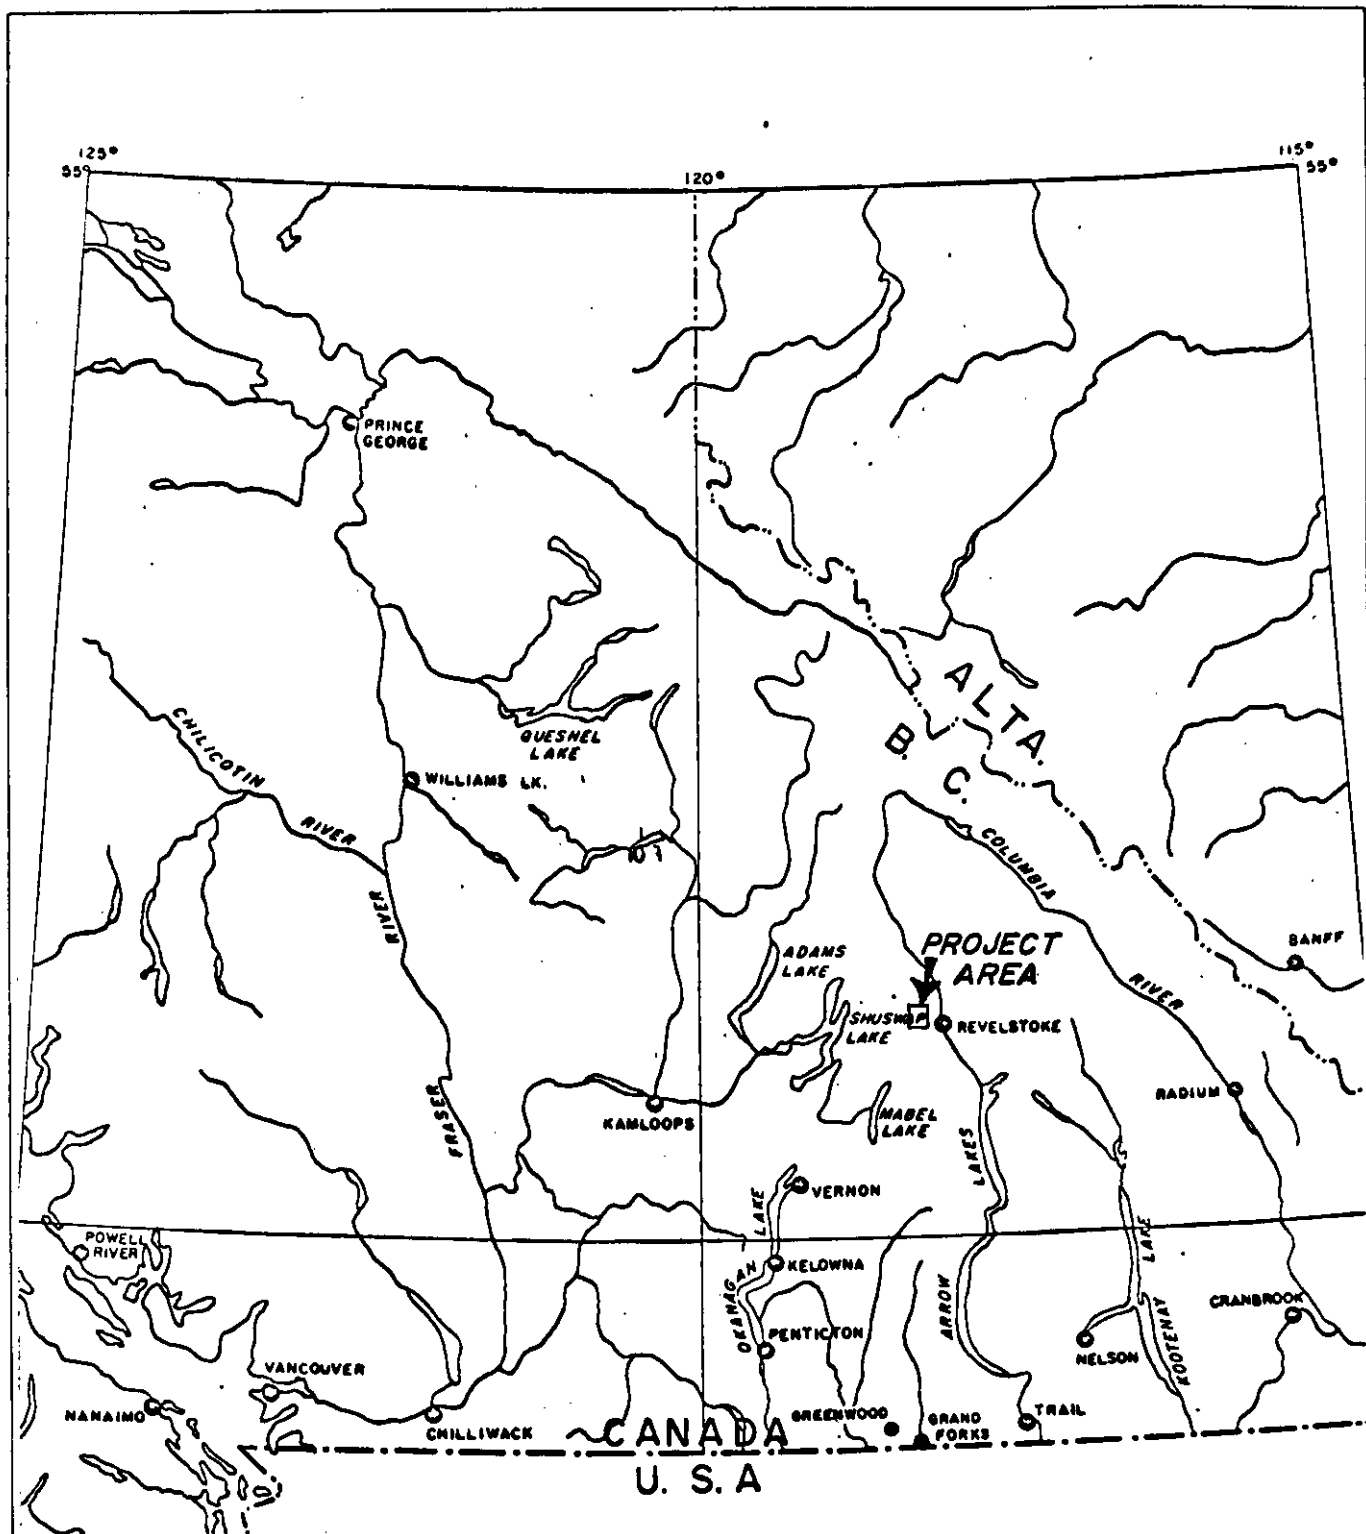 125°
120°
115°
55°
55°
PRINCE
GEORGE
ALTA.
B. C.
CHILICOTIN
RIVER
QUESNEL
LAKE
WILLIAMS LK.
COLUMBIA
RIVER
RIVER
FRASER
BANFF
PROJECT
AREA
ADAMS
LAKE
SHUSWAP
LAKE
REVELSTOKE
RADIUM
KAMLOOPS
MABEL
LAKE
LAKES
ARROW
VERNON
OKANAGAN LAKE
KELOWNA
POWELL
RIVER
KOOTENAY LAKE
CRANBROOK
PENTICTON
NELSON
VANCOUVER
NANAIMO
CHILLIWACK
GREENWOOD
GRAND
FORKS
TRAIL
CANADA
U. S. A